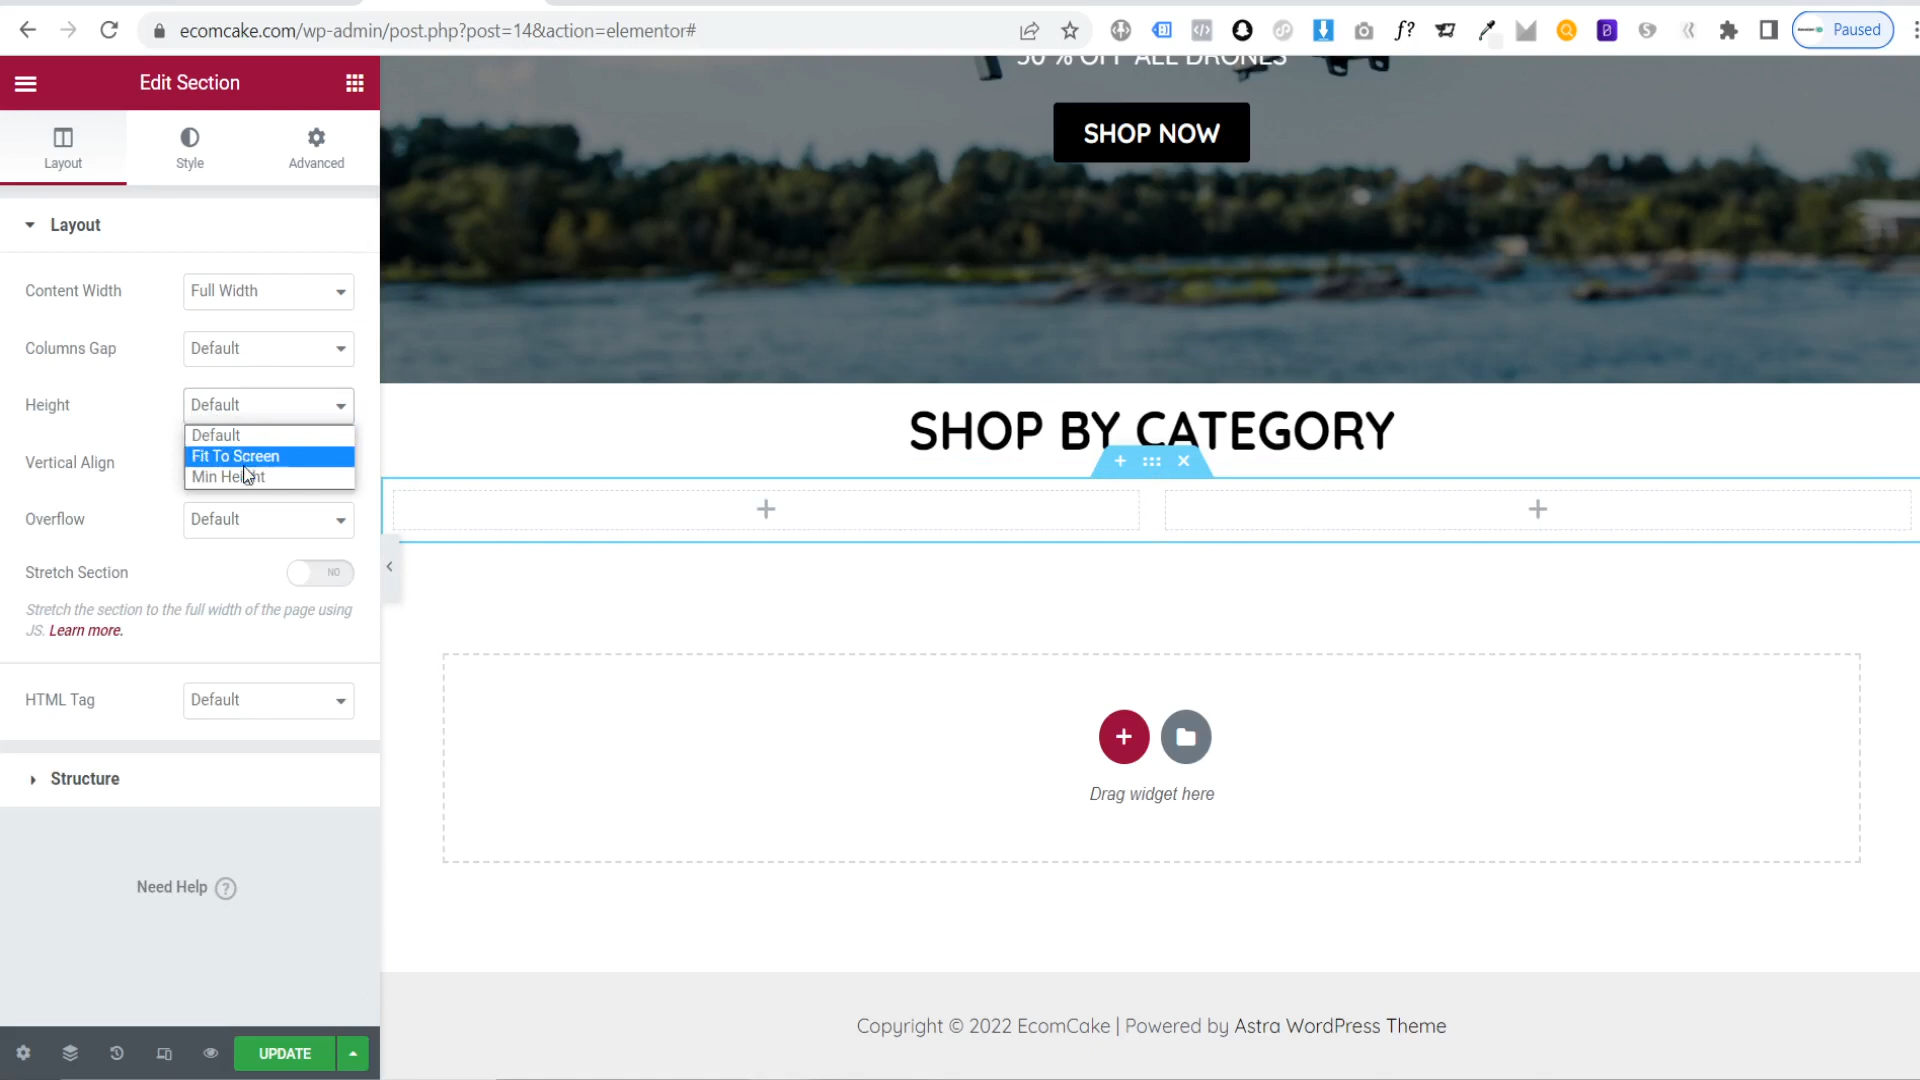 ecomcake.com/wp-admin/post.php?post=14&action=elementor#
Paused
Edit Section
Layout
Style
Advanced
Layout
Content Width
Full Width
Columns Gap
Default
Height
Default
Default
Fit To Screen
Min Height
Vertical Align
Overflow
Default
Stretch Section
NO
Stretch the section to the full width of the page using
JS. Learn more.
HTML Tag
Default
Structure
Need Help ?
UPDATE
50 % OFF ALL DRONES
SHOP NOW
SHOP BY CATEGORY
Drag widget here
Copyright © 2022 EcomCake | Powered by Astra WordPress Theme